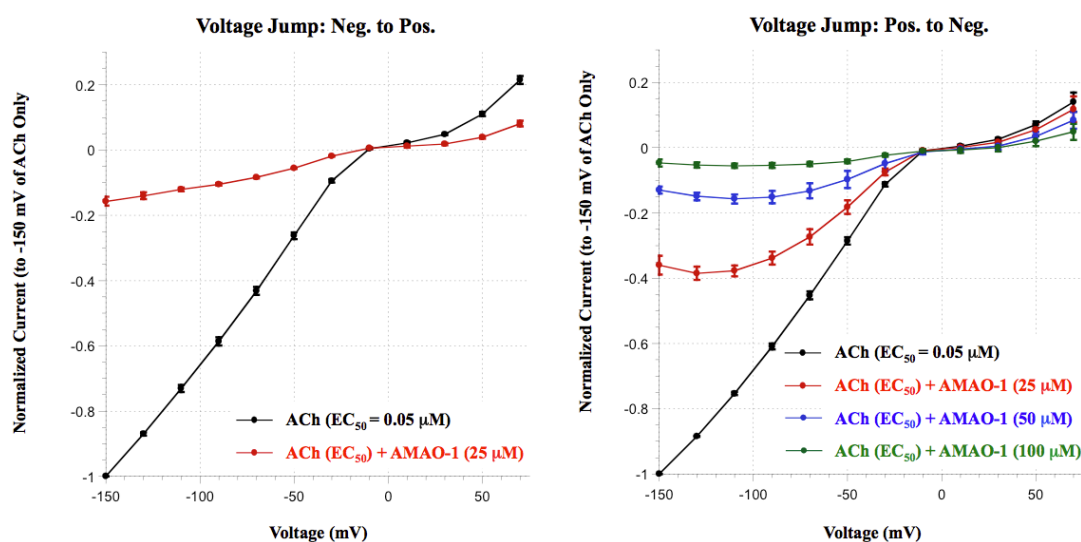 Voltage Jump: Neg. to Pos.
Normalized Current (to -150 mV of ACh Only
0.2
0
-0.2
-0.4
-0.6
-0.8
-1
-150
-100
-50
0
50
Voltage (mV)
ACh (EC50 = 0.05 µM)
ACh (EC50) + AMAO-1 (25 µM)
Voltage Jump: Pos. to Neg.
Normalized Current (to -150 mV of ACh Only
0.2
0
-0.2
-0.4
-0.6
-0.8
-1
-150
-100
-50
0
50
Voltage (mV)
ACh (EC50 = 0.05 µM)
ACh (EC50) + AMAO-1 (25 µM)
ACh (EC50) + AMAO-1 (50 µM)
ACh (EC50) + AMAO-1 (100 µM)